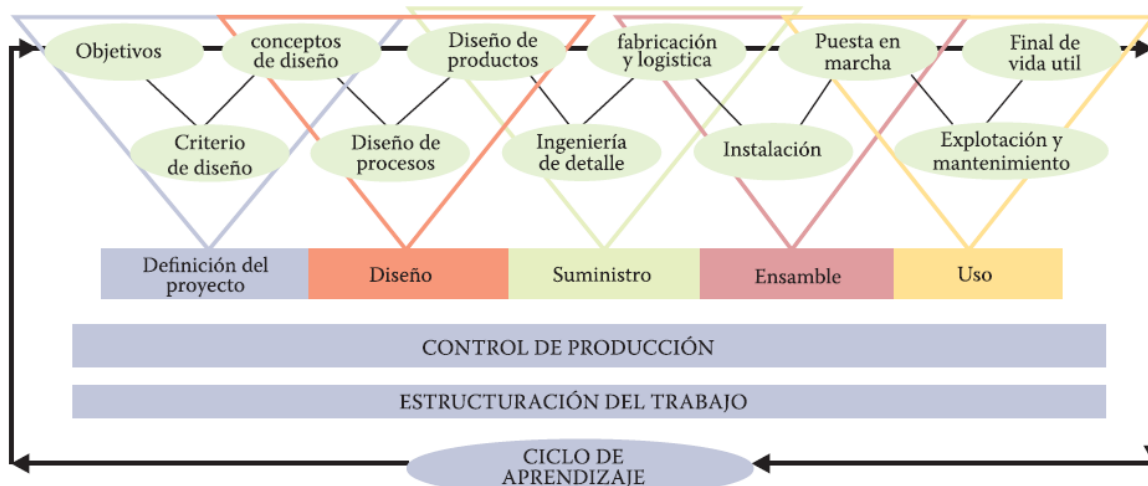 Objetivos
conceptos
de diseño
Diseño de
productos
fabricación
y logistica
Puesta en
marcha
Final de
vida util
Criterio
de diseño
Diseño de
procesos
Ingeniería
de detalle
Instalación
Explotación y
mantenimiento
Definición del
proyecto
Diseño
Suministro
Ensamble
Uso
CONTROL DE PRODUCCIÓN
ESTRUCTURACIÓN DEL TRABAJO
CICLO DE
APRENDIZAJE